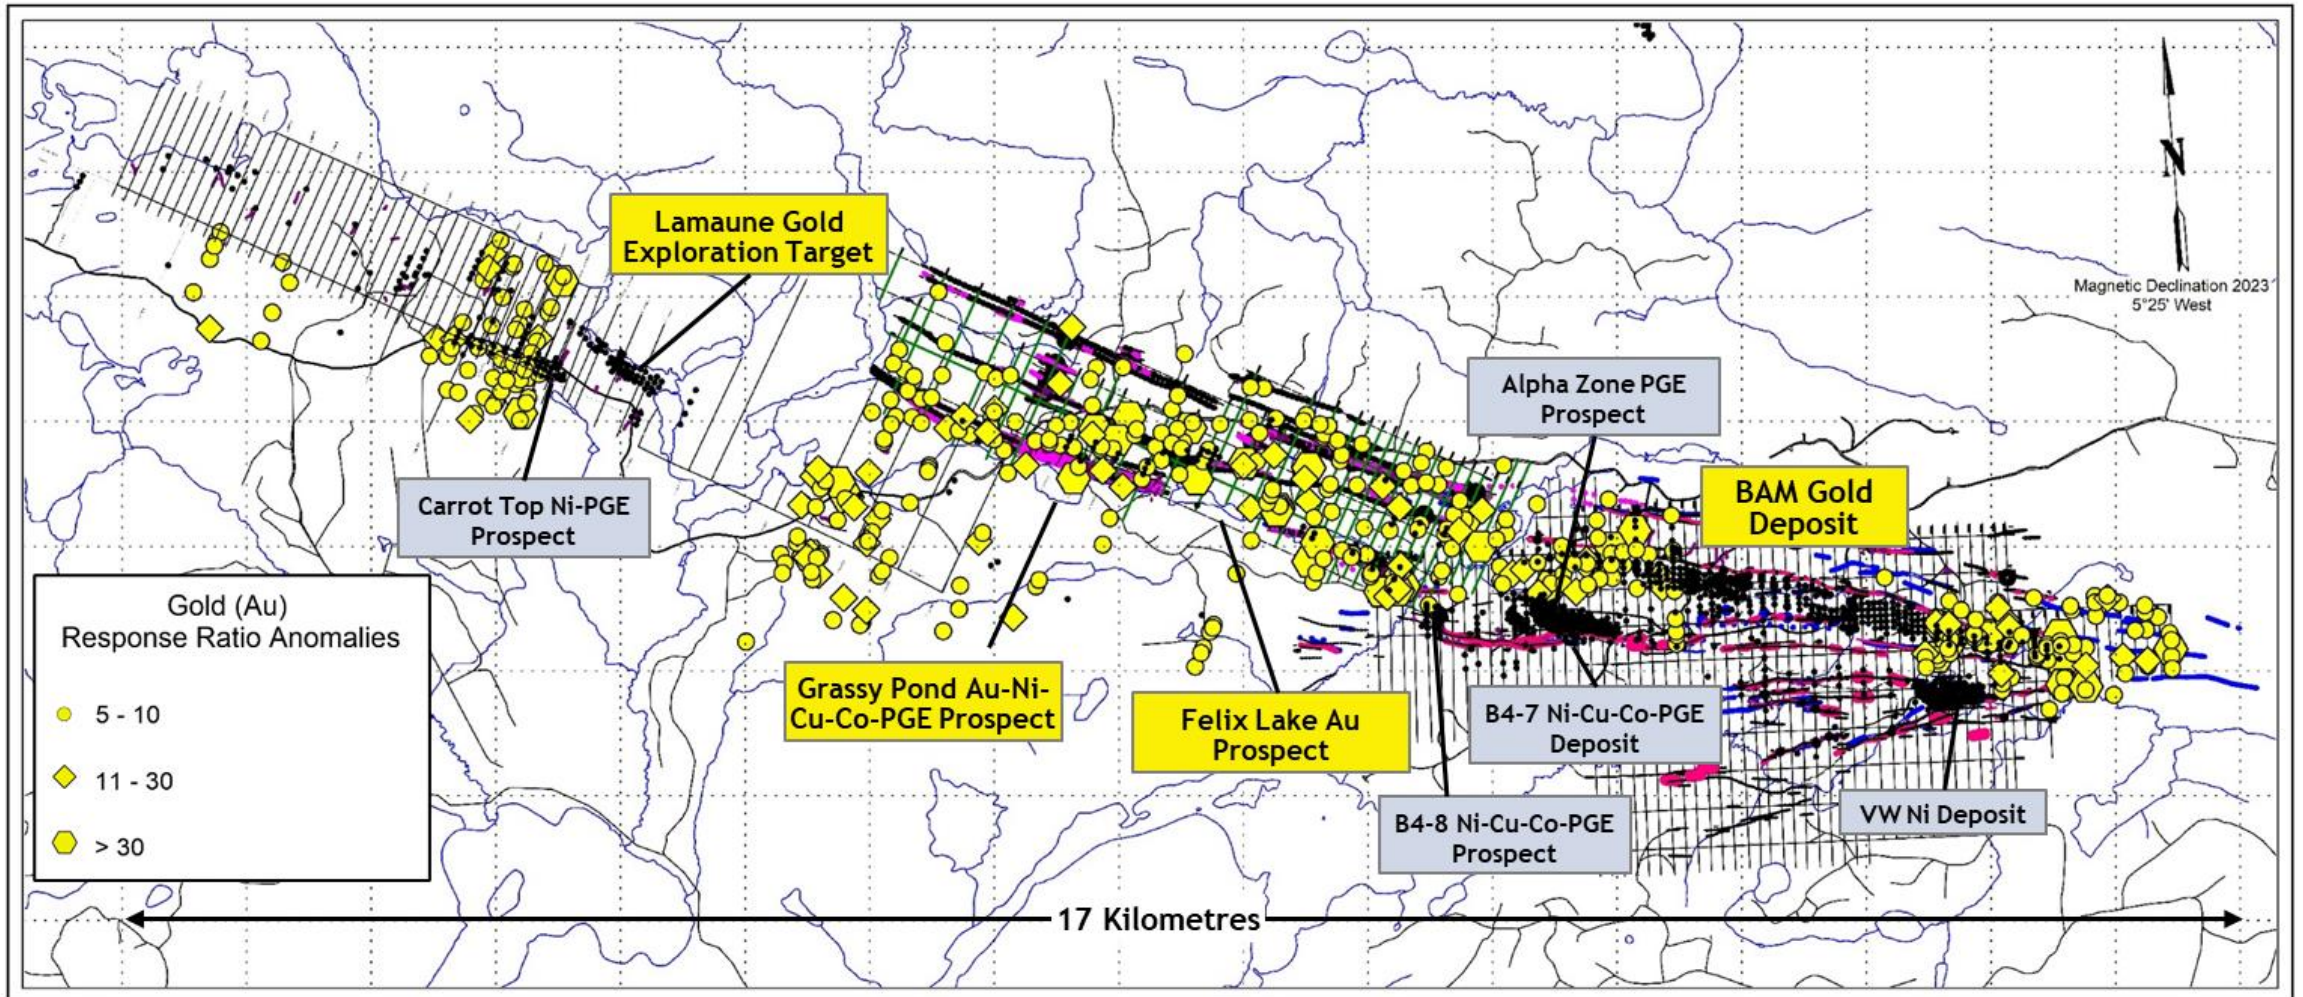 N
Magnetic Declination 2023
5°25' West
Lamaune Gold
Exploration Target
Alpha Zone PGE
Prospect
Carrot Top Ni-PGE
Prospect
BAM Gold
Deposit
Gold (Au)
Response Ratio Anomalies
5 - 10
11 - 30
> 30
Grassy Pond Au-Ni-
Cu-Co-PGE Prospect
Felix Lake Au
Prospect
B4-7 Ni-Cu-Co-PGE
Deposit
B4-8 Ni-Cu-Co-PGE
Prospect
VW Ni Deposit
17 Kilometres